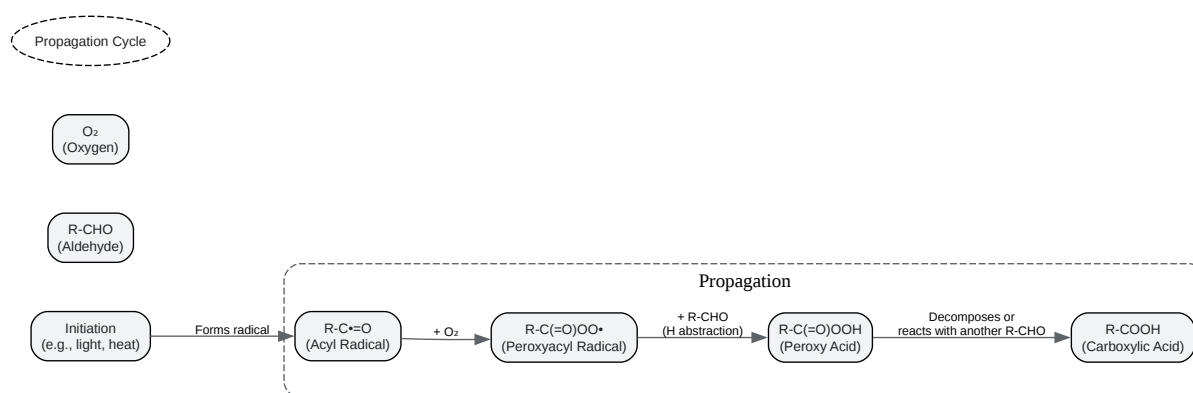 Propagation Cycle
O₂
(Oxygen)
R-CHO
(Aldehyde)
Propagation
Initiation
(e.g., light, heat)
Forms radical
R-C•=O
(Acyl Radical)
+ O₂
R-C(=O)OO•
(Peroxyacyl Radical)
+ R-CHO
(H abstraction)
R-C(=O)OOH
(Peroxy Acid)
Decomposes or
reacts with another R-CHO
R-COOH
(Carboxylic Acid)